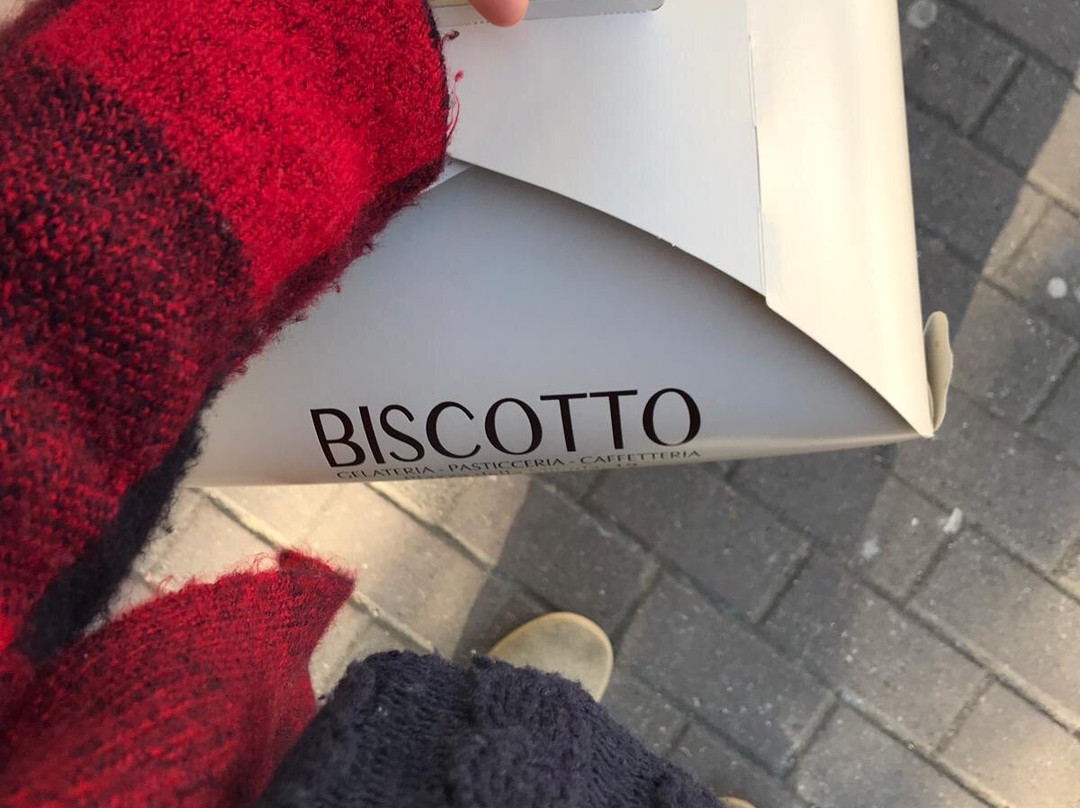 BISCOTTO
GELATERIA - PASTICCERIA - CAFFETTERIA